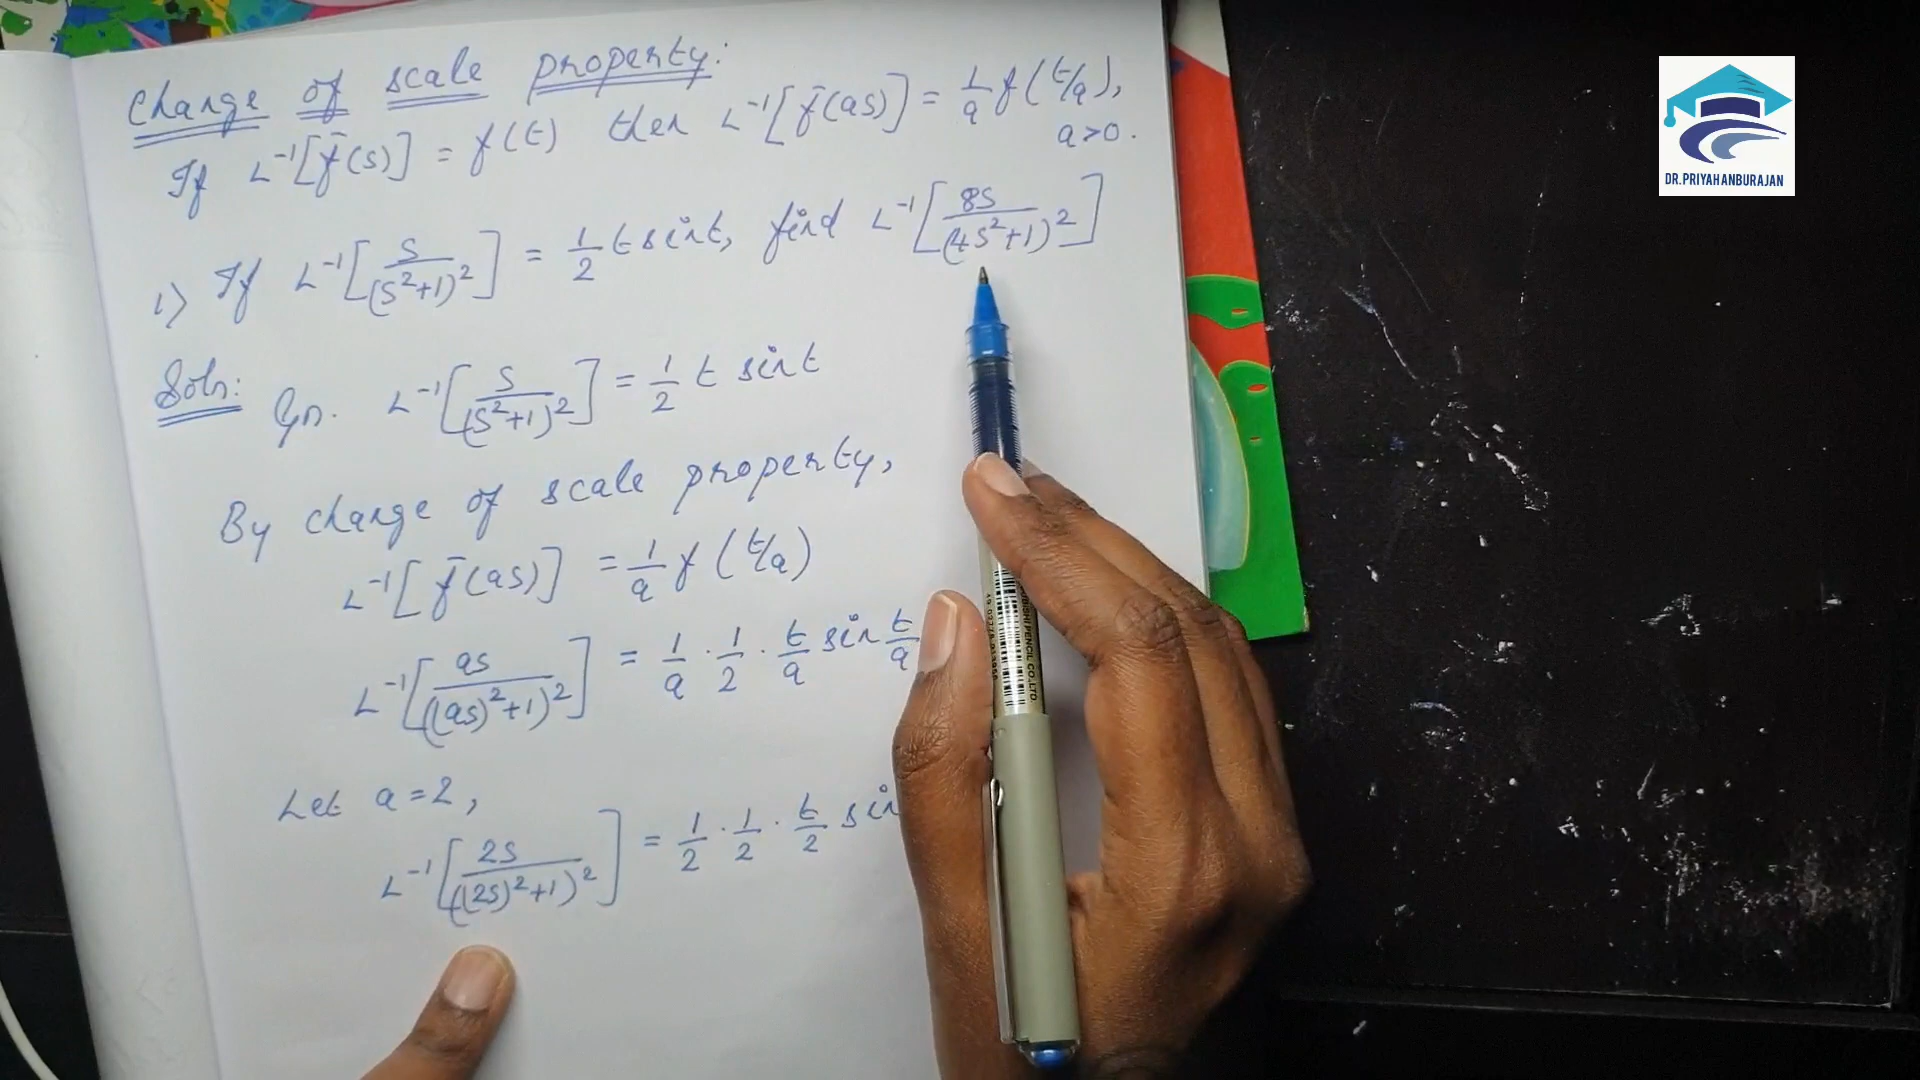 Change of scale property:
If L⁻¹[f̄(s)] = f(t) then L⁻¹[f̄(as)] = 1/a f(t/a),
a>0.
1) If L⁻¹[s/(s²+1)²] = 1/2 t sint, find L⁻¹[8s/(4s²+1)²]
Soln: Gn. L⁻¹[s/(s²+1)²] = 1/2 t sint
By change of scale property,
L⁻¹[f̄(as)] = 1/a f(t/a)
L⁻¹[as/((as)²+1)²] = 1/a · 1/2 · t/a sin t/a
Let a=2,
L⁻¹[2s/((2s)²+1)²] = 1/2 · 1/2 · t/2 sin
DR.PRIYAHANBURAJAN